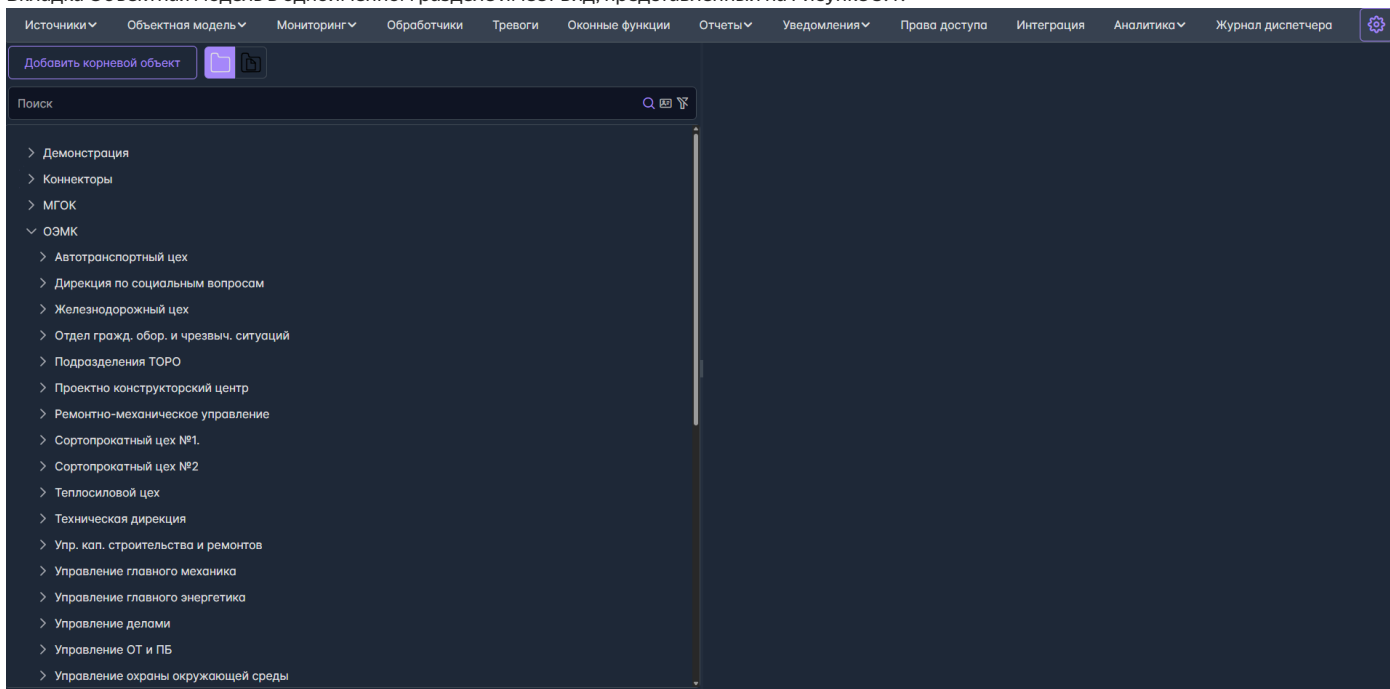 Источники Объектная модель Мониторинг Обработчики Тревоги Оконные функции Отчеты Уведомления Права доступа Интеграция Аналитика Журнал диспетчера
Добавить корневой объект
Поиск
Демонстрация
Коннекторы
МГОК
ОЭМК
Автотранспортный цех
Дирекция по социальным вопросам
Железнодорожный цех
Отдел гражд. обор. и чрезвыч. ситуаций
Подразделения ТОРО
Проектно конструкторский центр
Ремонтно-механическое управление
Сортопрокатный цех №1.
Сортопрокатный цех №2
Теплосиловой цех
Техническая дирекция
Упр. кап. строительства и ремонтов
Управление главного механика
Управление главного энергетика
Управление делами
Управление ОТ и ПБ
Управление охраны окружающей среды